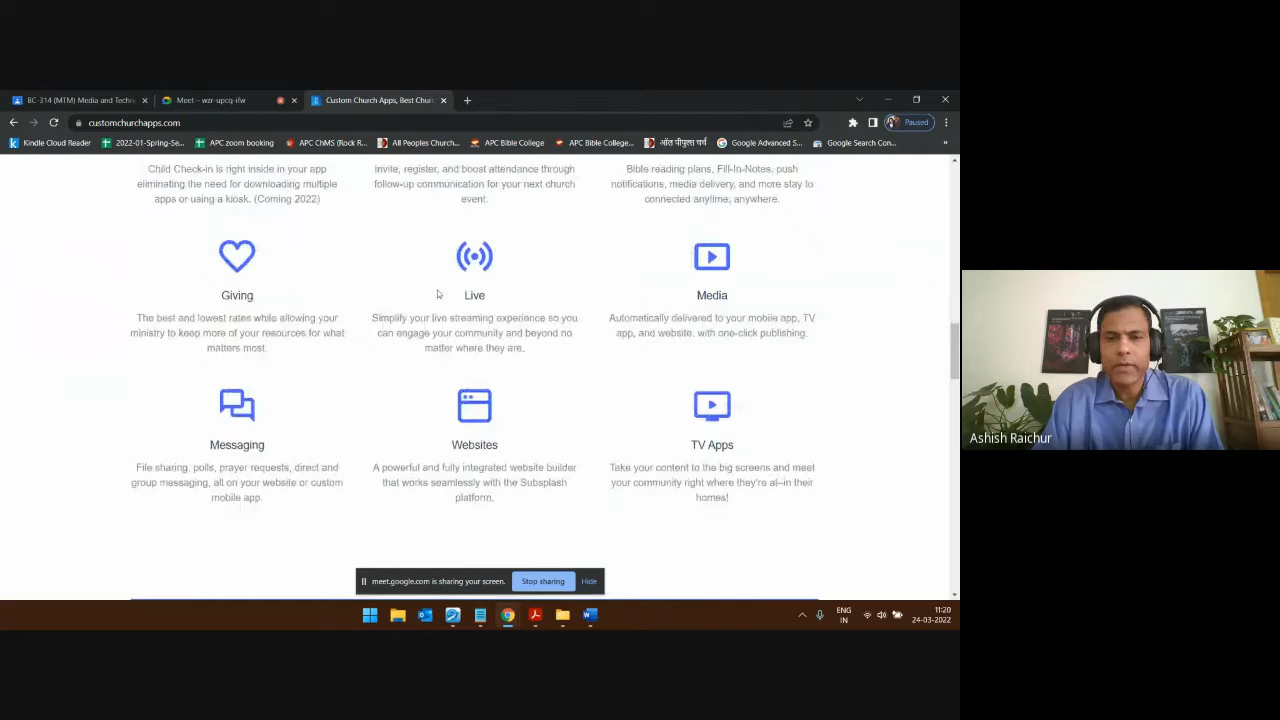 BC-314 (MTM) Media and Techn
Meet – wzr-upcq-ifw
Custom Church Apps, Best Churc
customchurchapps.com
Paused
Kindle Cloud Reader
2022-01-Spring-Se...
APC zoom booking
APC ChMS (Rock R...
All Peoples Church...
APC Bible College
APC Bible College...
ऑल पीपुल्स चर्च
Google Advanced S...
Google Search Con...
»
Child Check-in is right inside in your app
eliminating the need for downloading multiple
apps or using a kiosk. (Coming 2022)
Invite, register, and boost attendance through
follow-up communication for your next church
event.
Bible reading plans, Fill-In-Notes, push
notifications, media delivery, and more stay to
connected anytime, anywhere.
Giving
The best and lowest rates while allowing your
ministry to keep more of your resources for what
matters most.
Live
Simplify your live streaming experience so you
can engage your community and beyond no
matter where they are.
Media
Automatically delivered to your mobile app, TV
app, and website, with one-click publishing.
Messaging
File sharing, polls, prayer requests, direct and
group messaging, all on your website or custom
mobile app.
Websites
A powerful and fully integrated website builder
that works seamlessly with the Subsplash
platform.
TV Apps
Take your content to the big screens and meet
your community right where they're at–in their
homes!
meet.google.com is sharing your screen.
Stop sharing
Hide
ENG
IN
11:20
24-03-2022
Ashish Raichur